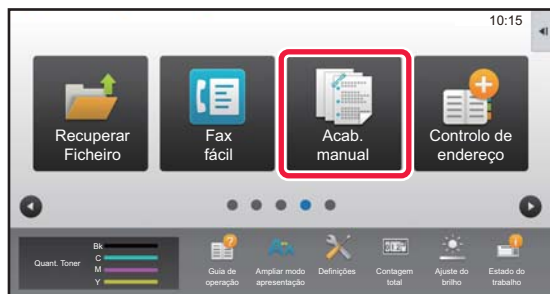 10:15
Recuperar
Ficheiro
Fax
fácil
Acab.
manual
Controlo de
endereço
Quant. Toner
Bk
C
M
Y
Guia de
operação
Ampliar modo
apresentação
Definições
Contagem
total
Ajuste do
brilho
Estado do
trabalho